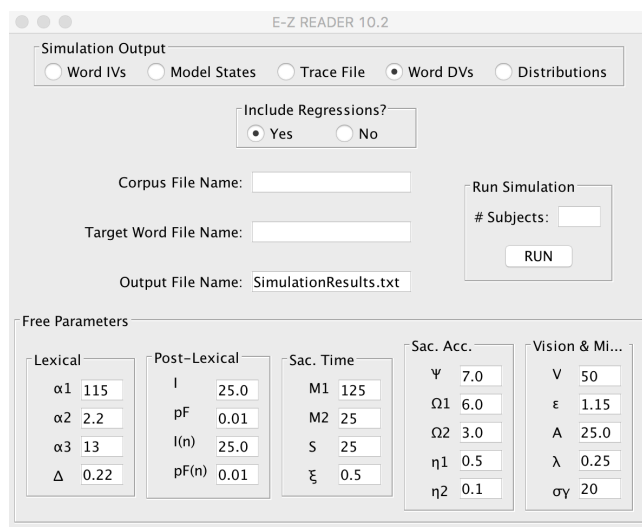 E-Z READER 10.2
Simulation Output
Word IVs Model States Trace File Word DVs Distributions
Include Regressions?
Yes No
Corpus File Name:
Target Word File Name:
Output File Name: SimulationResults.txt
Run Simulation
# Subjects:
RUN
Free Parameters
Lexical
α1 115
α2 2.2
α3 13
Δ 0.22
Post-Lexical
I 25.0
pF 0.01
I(n) 25.0
pF(n) 0.01
Sac. Time
M1 125
M2 25
S 25
ξ 0.5
Sac. Acc.
Ψ 7.0
Ω1 6.0
Ω2 3.0
η1 0.5
η2 0.1
Vision & Mi...
V 50
ε 1.15
A 25.0
λ 0.25
σγ 20